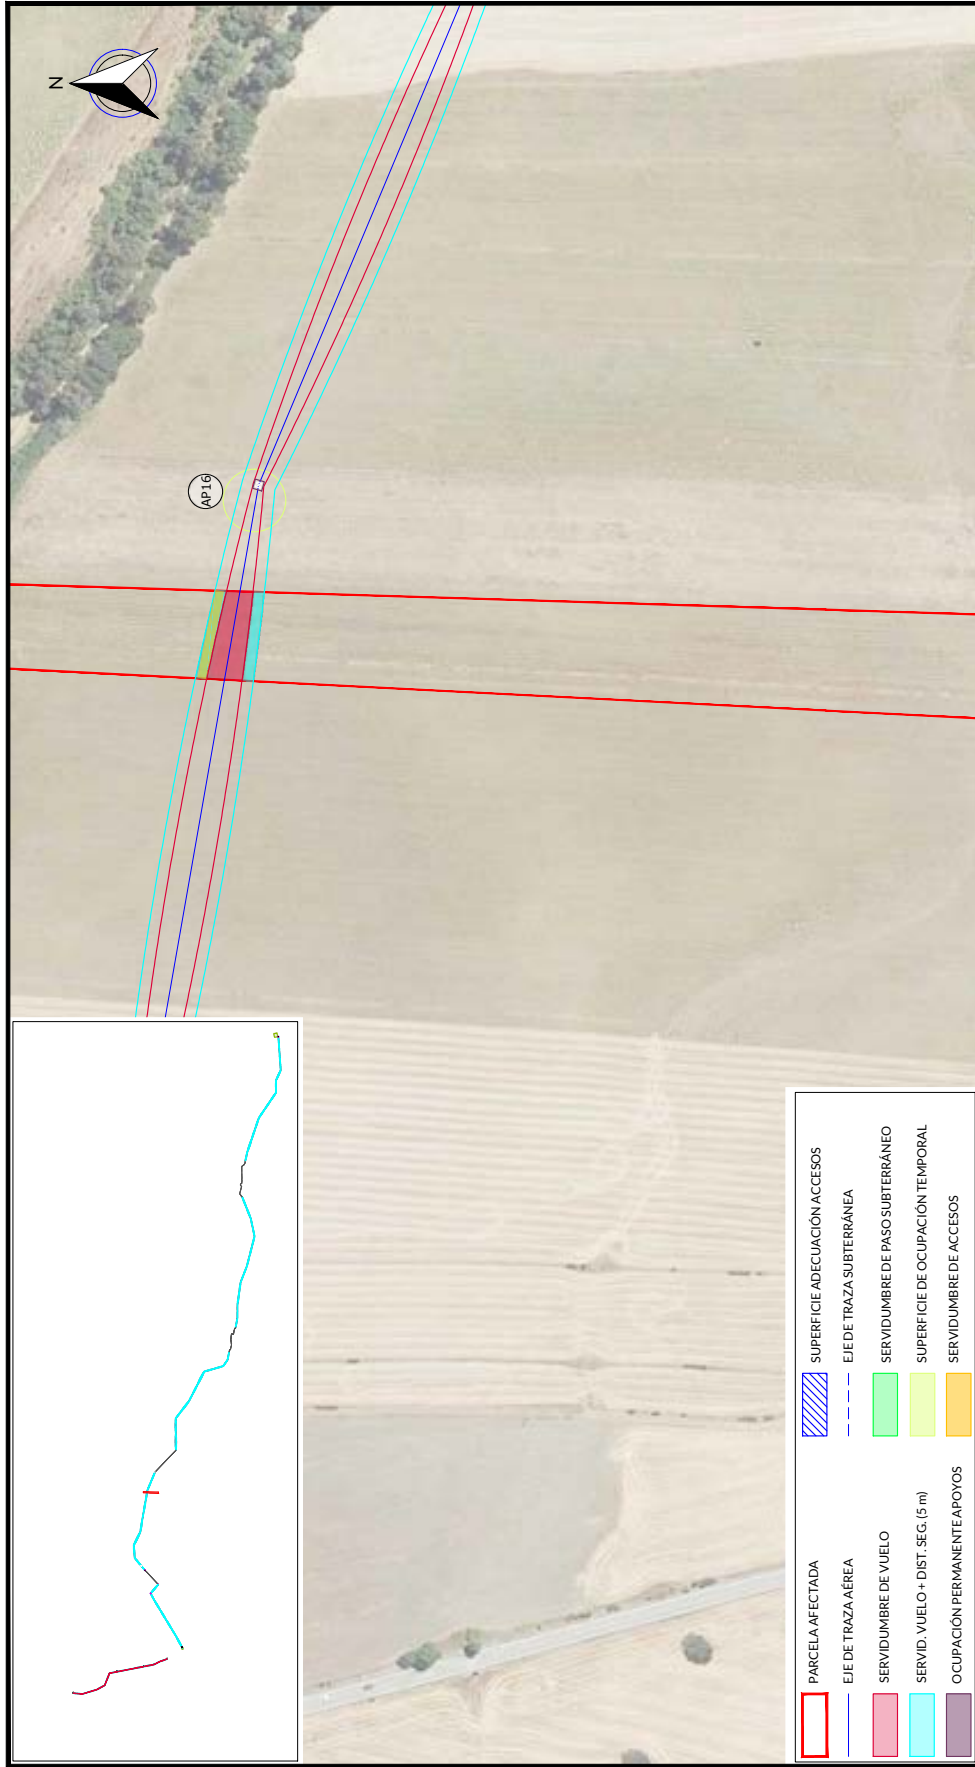 N
AP16
PARCELA AFECTADA
EJE DE TRAZA AÉREA
SERVIDUMBRE DE VUELO
SERVID. VUELO + DIST. SEG. (5 m)
OCUPACIÓN PERMANENTE APOYOS
SUPERFICIE ADECUACIÓN ACCESOS
EJE DE TRAZA SUBTERRÁNEA
SERVIDUMBRE DE PASO SUBTERRÁNEO
SUPERFICIE DE OCUPACIÓN TEMPORAL
SERVIDUMBRE DE ACCESOS